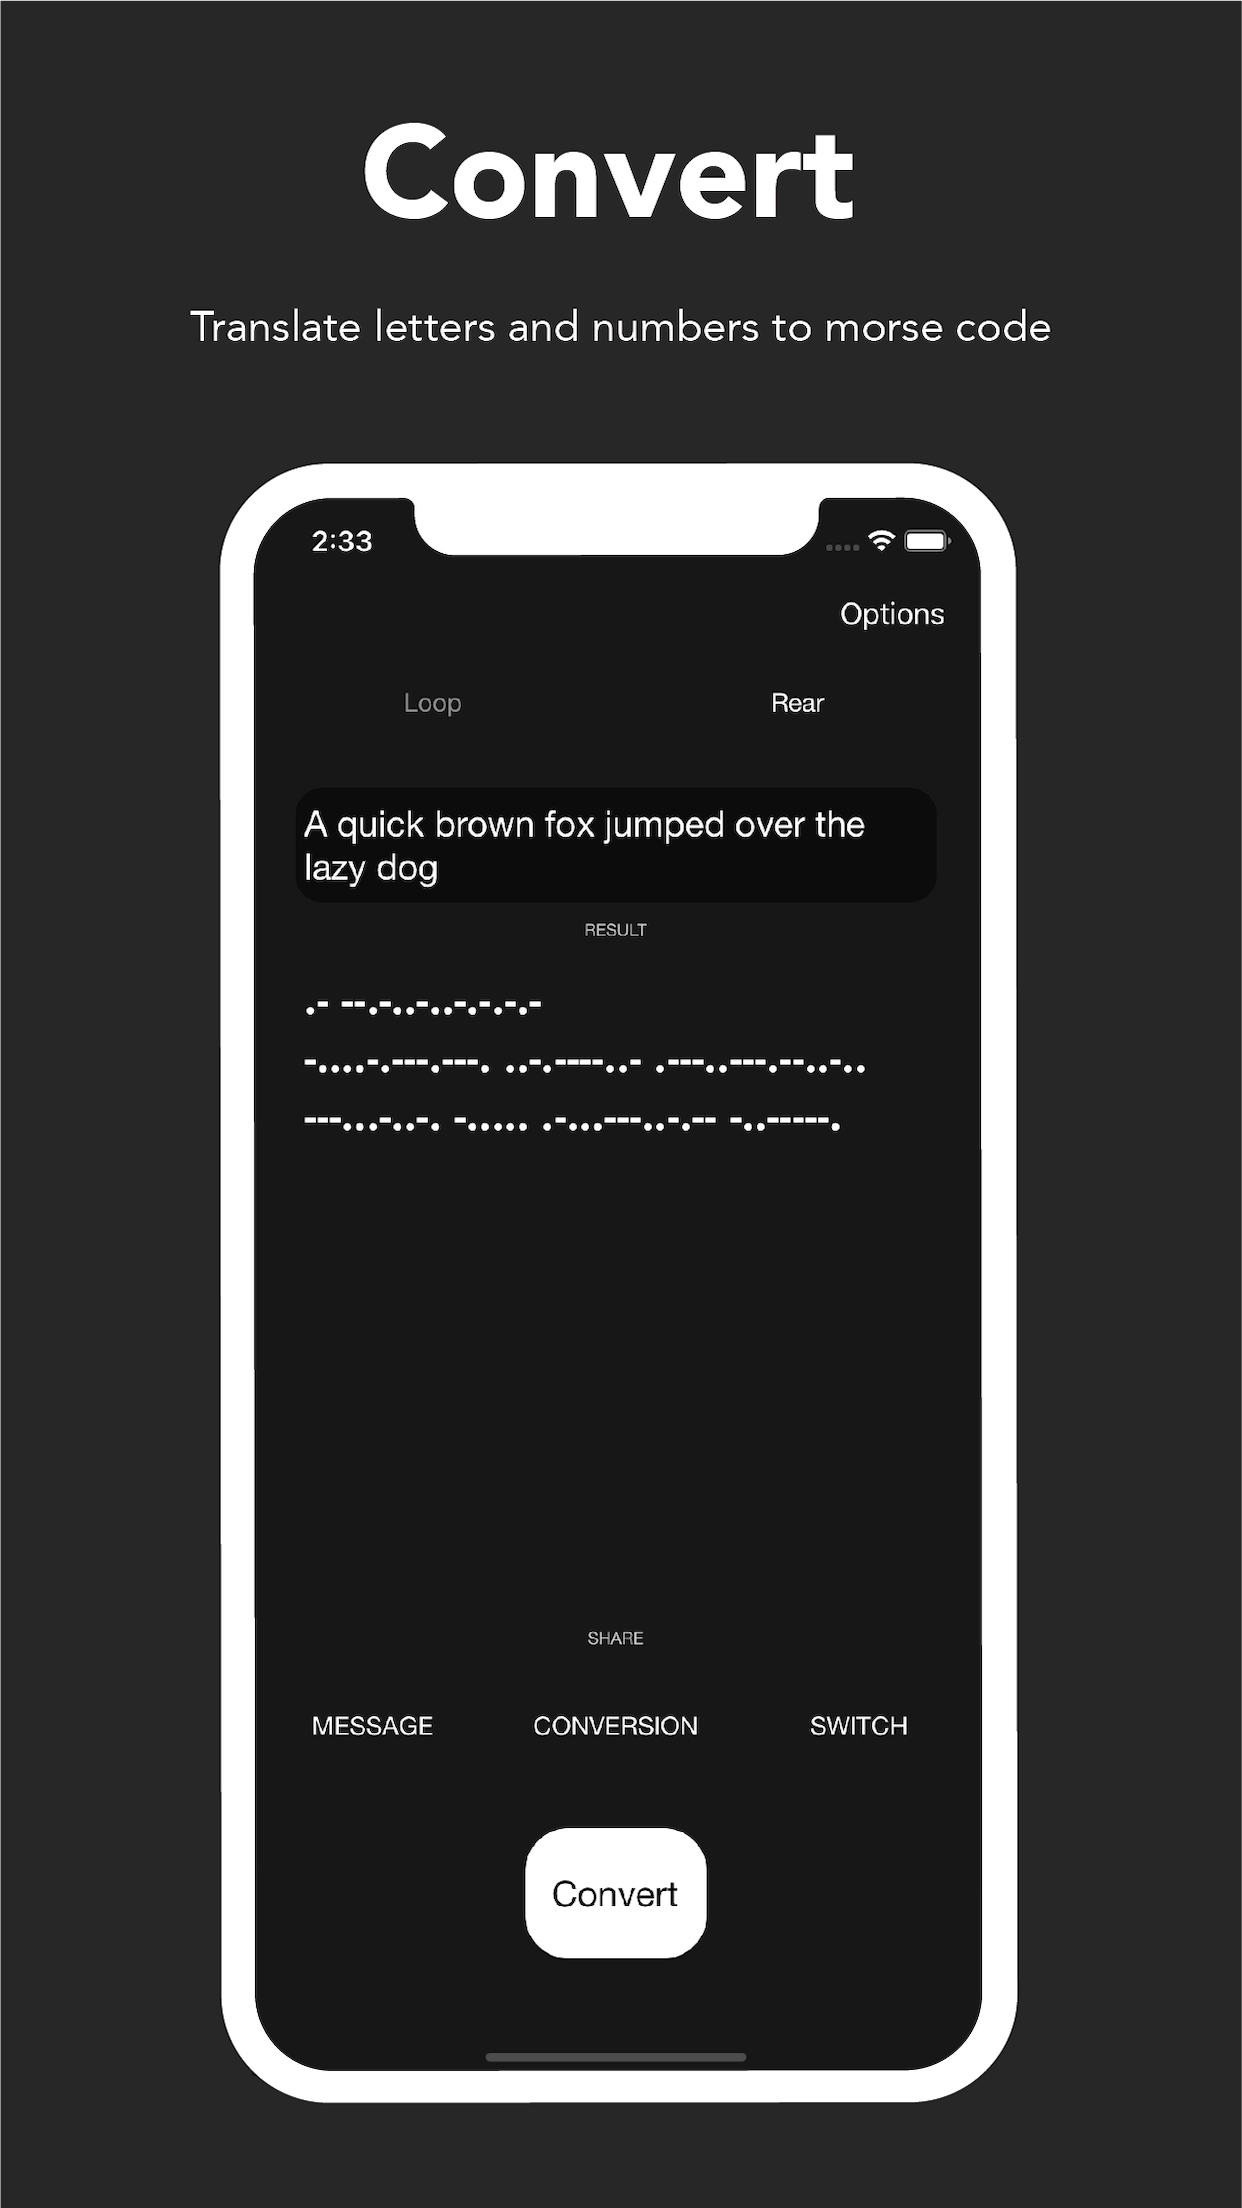 Convert
Translate letters and numbers to morse code
2:33
Options
Loop
Rear
A quick brown fox jumped over the
lazy dog
RESULT
.- --.-..-..-.-.-.-
-....-.---.---. ..-.----..- .---..---.--..-..
---...-..-. -..... .-...---..-.-- -..-----.
SHARE
MESSAGE
CONVERSION
SWITCH
Convert